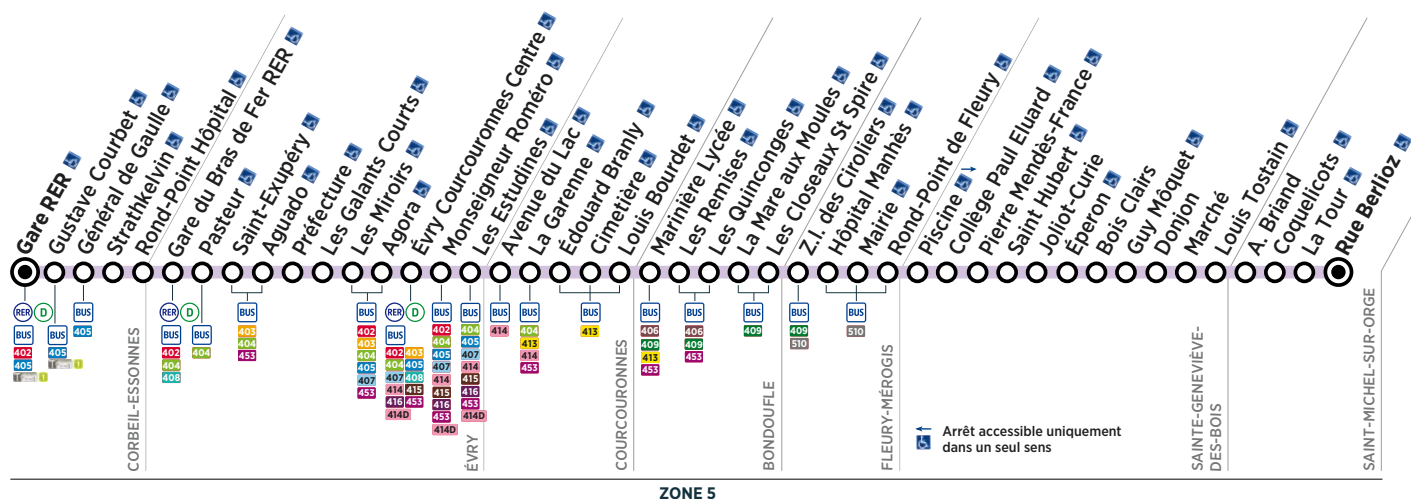 Gare RER
Gustave Courbet
Général de Gaulle
Strathkelvin
Rond-Point Hôpital
Gare du Bras de Fer RER
Pasteur
Saint-Exupéry
Aguado
Préfecture
Les Galants Courts
Les Miroirs
Agora
Évry Courcouronnes Centre
Monseigneur Roméro
Les Estudines
Avenue du Lac
La Garenne
Édouard Branly
Cimetière
Louis Bourdet
Marinière Lycée
Les Remises
Les Quinconges
La Mare aux Moules
Les Closeaux St Spire
Z.I. des Ciroliers
Hôpital Manhès
Mairie
Rond-Point de Fleury
Piscine
Collège Paul Eluard
Pierre Mendès-France
Saint Hubert
Joliot-Curie
Eperon
Bois Clairs
Guy Môquet
Donjon
Marché
Louis Tostain
A. Briand
Coquelicots
La Tour
Rue Berlioz
RER D
BUS
402
405
BUS
405
BUS
405
RER D
BUS
402
404
408
BUS
404
BUS
403
404
453
BUS
402
403
404
405
407
453
RER D
BUS
402 403
404 405
407 408
414 415
416 453
414D
BUS
402
404
405
407
414
415
416
453
414D
BUS
404
405
407
414
415
416
453
414D
BUS
414
BUS
404
413
414
453
BUS
413
BUS
406
409
413
453
BUS
406
409
453
BUS
409
BUS
409
510
BUS
510
CORBEIL-ESSONNES
ÉVRY
COURCOURONNES
BONDOUFLE
FLEURY-MÉROGIS
SAINTE-GENEVIÈVE-
DES-BOIS
SAINT-MICHEL-SUR-ORGE
Arrêt accessible uniquement
dans un seul sens
ZONE 5